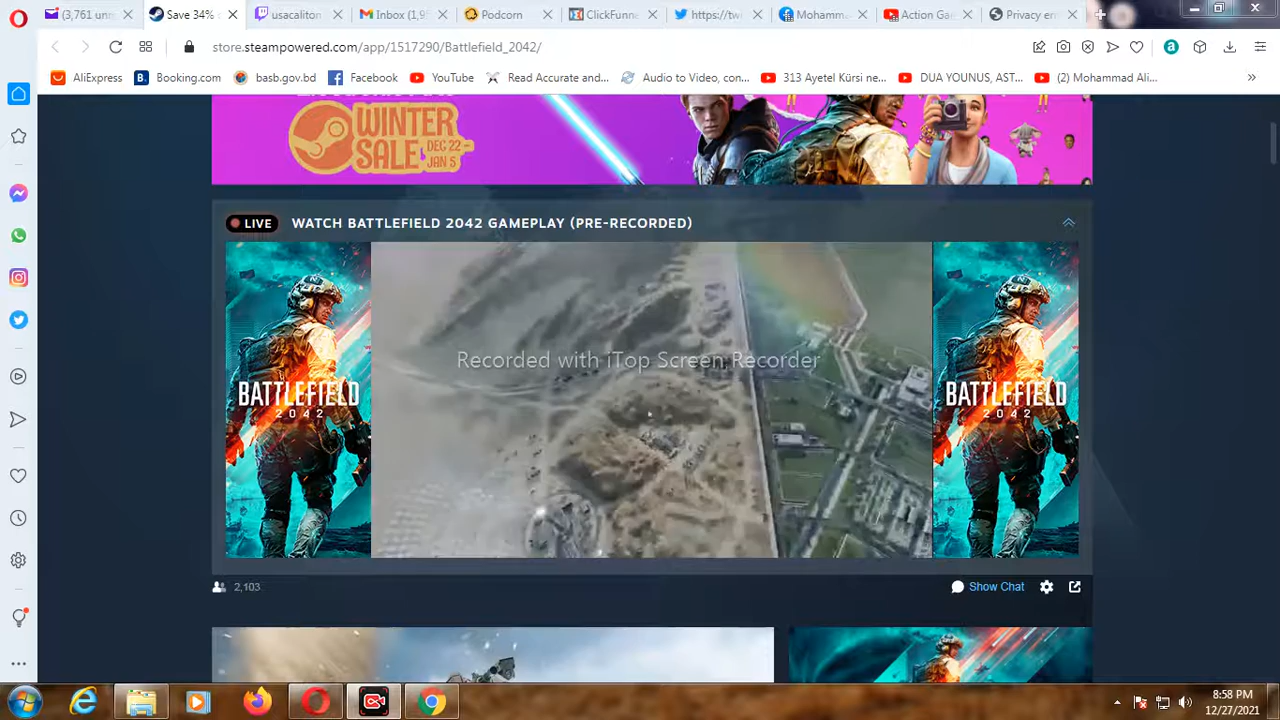 (3,761 unr
Save 34% o
usacaliton
Inbox (1,95
Podcorn
ClickFunne
https://tw
Mohamm
Action Ga
Privacy err
store.steampowered.com/app/1517290/Battlefield_2042/
AliExpress
Booking.com
basb.gov.bd
Facebook
YouTube
Read Accurate and...
Audio to Video, con...
313 Ayetel Kürsi ne...
DUA YOUNUS, AST...
(2) Mohammad Ali...
WINTER
SALE
DEC 22 -
JAN 5
LIVE
WATCH BATTLEFIELD 2042 GAMEPLAY (PRE-RECORDED)
Recorded with iTop Screen Recorder
BATTLEFIELD
2042
BATTLEFIELD
2042
2,103
Show Chat
8:58 PM
12/27/2021